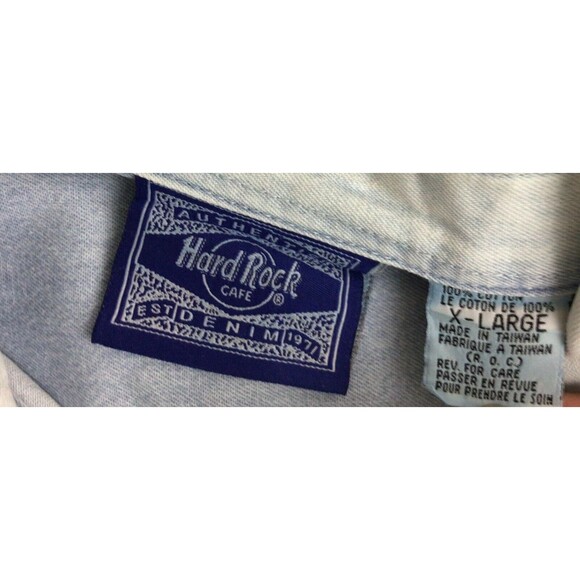 AUTHENTIC
Hard Rock
CAFE ®
EST DENIM 1971
100% COTTON
LE COTON DE 100%
X-LARGE
MADE IN TAIWAN
FABRIQUE A TAIWAN
(R. O. C.)
REV. FOR CARE
PASSER EN REVUE
POUR PRENDRE LE SOIN